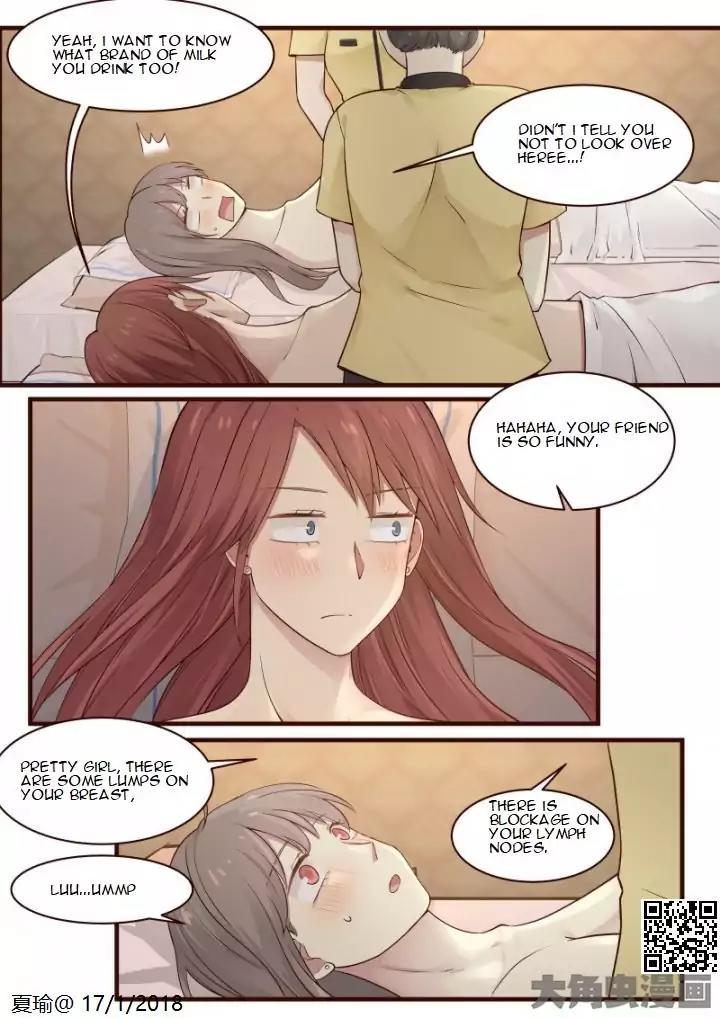 YEAH, I WANT TO KNOW
WHAT BRAND OF MILK
YOU DRINK TOO!
DIDN'T I TELL YOU
NOT TO LOOK OVER
HEREE...!
HAHAHA, YOUR FRIEND
IS SO FUNNY.
PRETTY GIRL, THERE
ARE SOME LUMPS ON
YOUR BREAST,
THERE IS
BLOCKAGE ON
YOUR LYMPH
NODES.
LUU...UMMP
大角虫漫画
夏瑜@ 17/1/2018